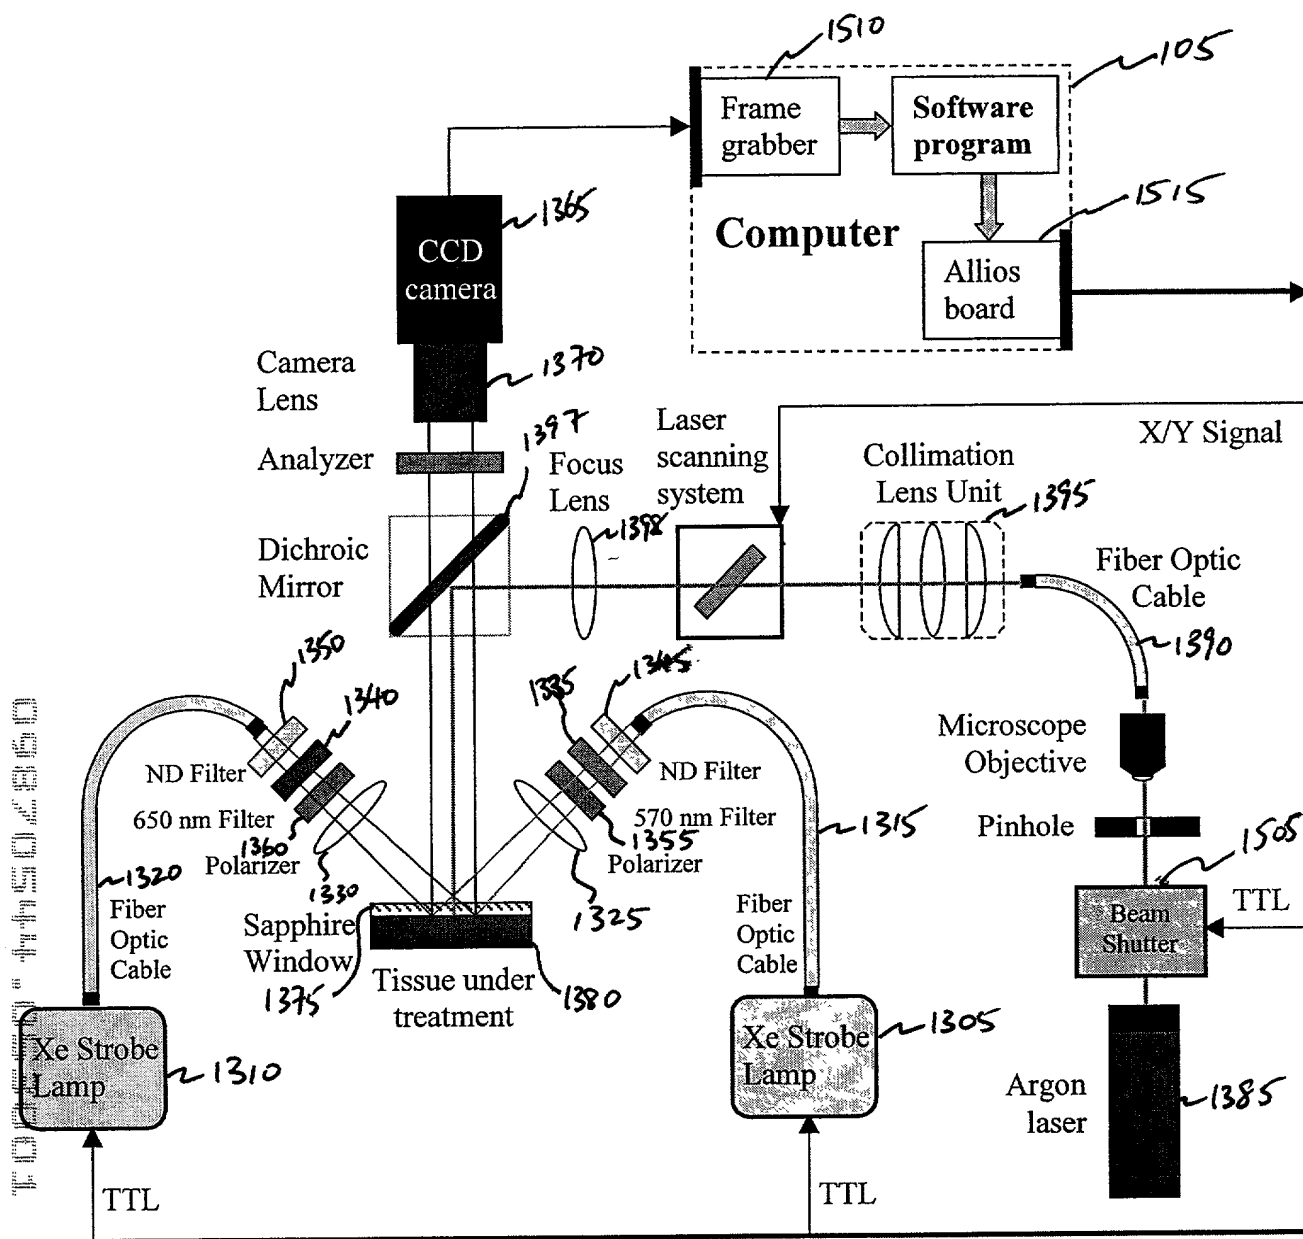 1510
105
Frame
grabber
Software
program
1515
1365
CCD
camera
Computer
Allios
board
Camera
Lens
1370
1397
Laser
scanning
system
X/Y Signal
Analyzer
Focus
Lens
Collimation
Lens Unit
1395
1398
Dichroic
Mirror
Fiber Optic
Cable
1390
1350
1340
1335
1345
Microscope
Objective
ND Filter
ND Filter
650 nm Filter
570 nm Filter
1360
1355
1315
Pinhole
Polarizer
Polarizer
1505
1320
1330
1325
Fiber
Optic
Cable
Sapphire
Window
1375
Fiber
Optic
Cable
Beam
Shutter
TTL
Tissue under
treatment
1380
Xe Strobe
Lamp
1310
Xe Strobe
Lamp
1305
Argon
laser
1385
TTL
TTL